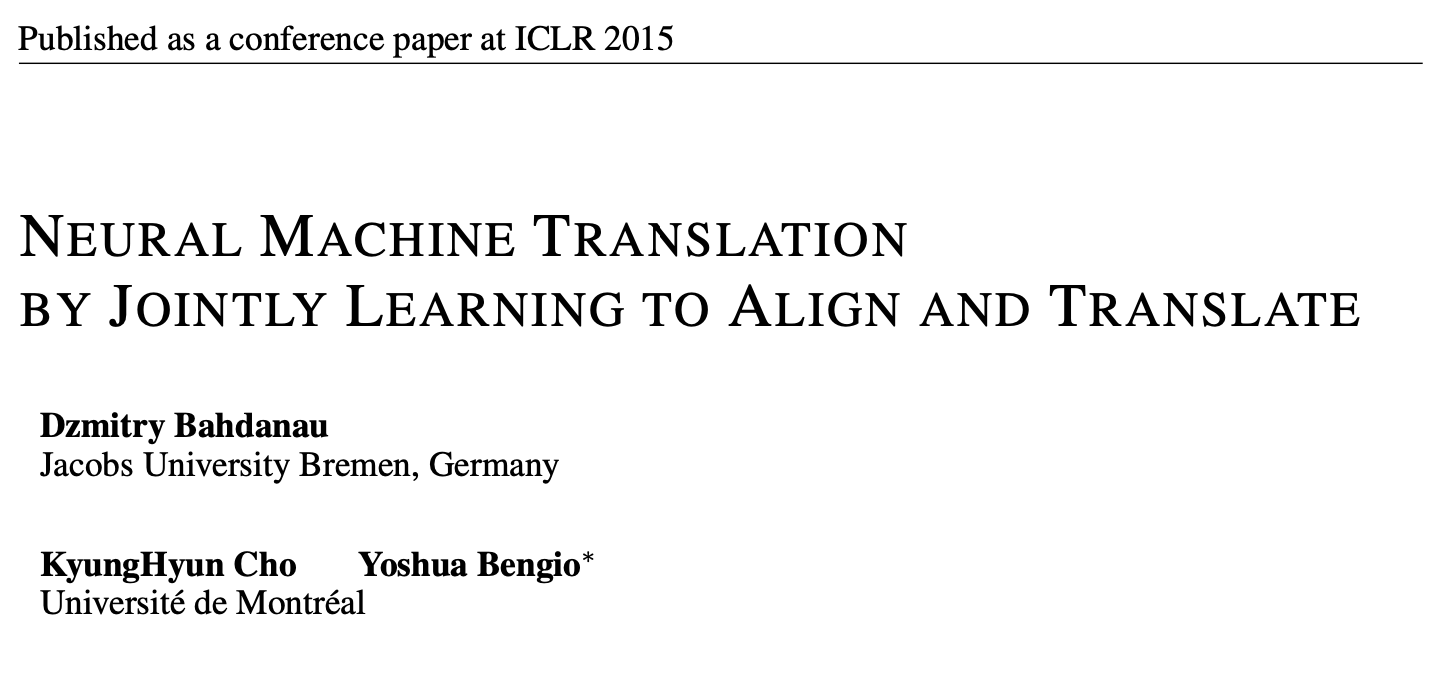 Published as a conference paper at ICLR 2015
NEURAL MACHINE TRANSLATION
BY JOINTLY LEARNING TO ALIGN AND TRANSLATE
Dzmitry Bahdanau
Jacobs University Bremen, Germany
KyungHyun Cho Yoshua Bengio*
Université de Montréal